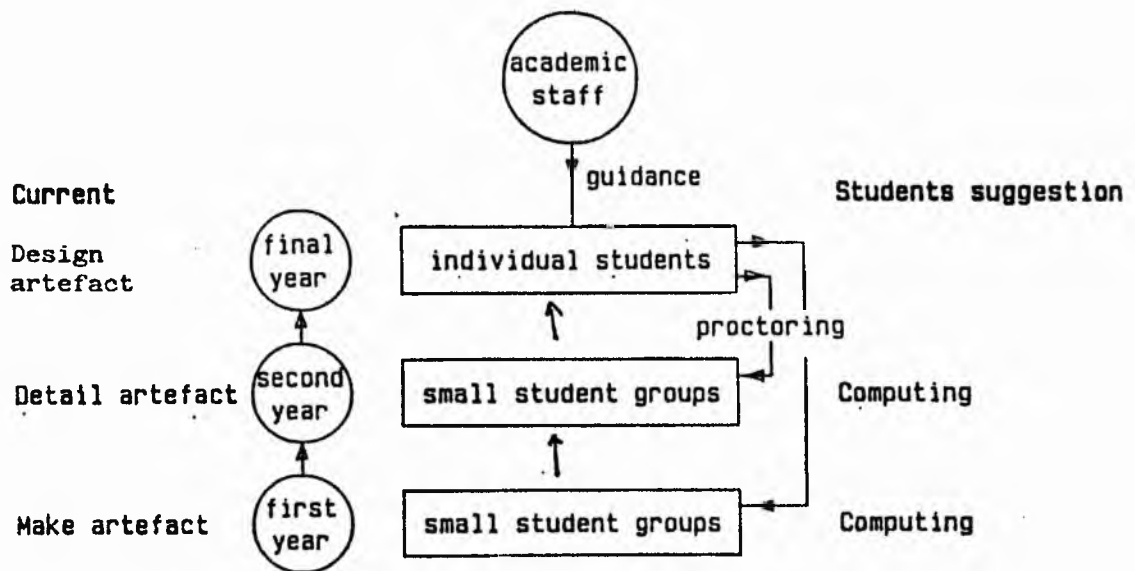 academic
staff
guidance
Current
Students suggestion
Design
artefact
final
year
individual students
proctoring
Detail artefact
second
year
small student groups
Computing
Make artefact
first
year
small student groups
Computing